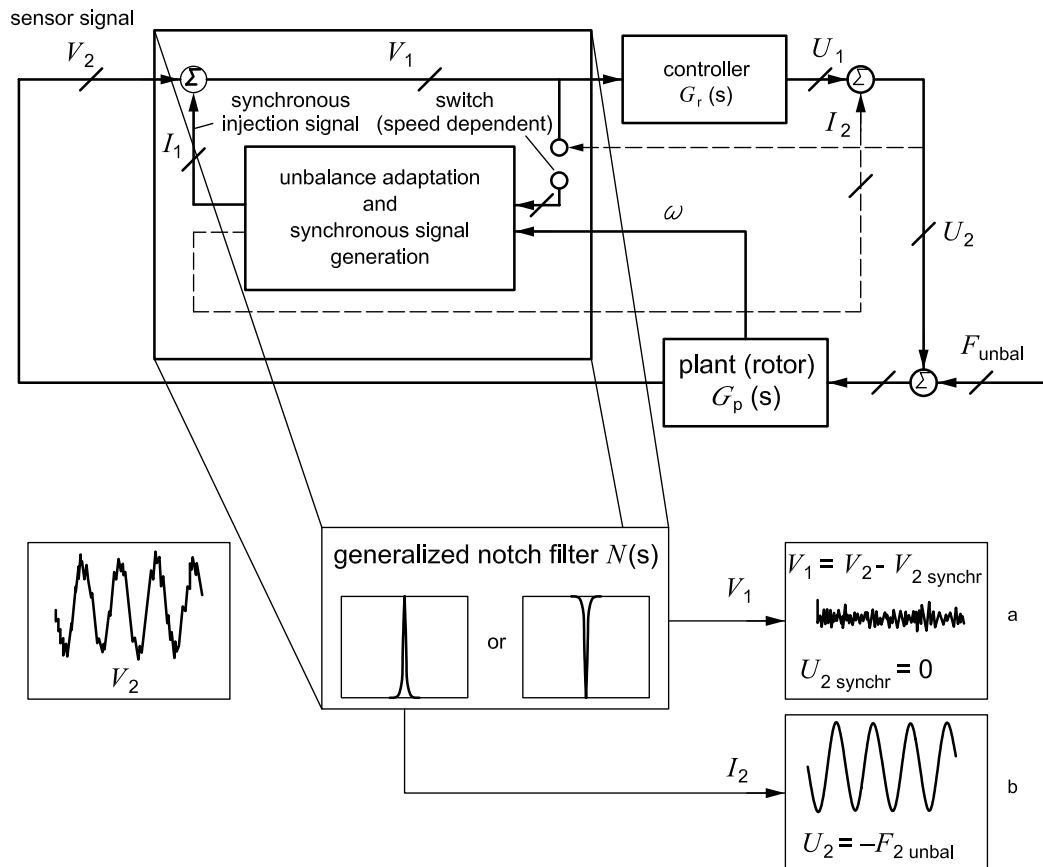 sensor signal
V₂
Σ
V₁
controller
Gᵣ (s)
U₁
Σ
synchronous
injection signal
I₁
switch
(speed dependent)
I₂
unbalance adaptation
and
synchronous signal
generation
ω
U₂
plant (rotor)
Gₚ (s)
Σ
F unbal
generalized notch filter N(s)
or
V₂
V₁
V₁ = V₂ - V₂ synchr
U₂ synchr = 0
a
I₂
U₂ = –F₂ unbal
b